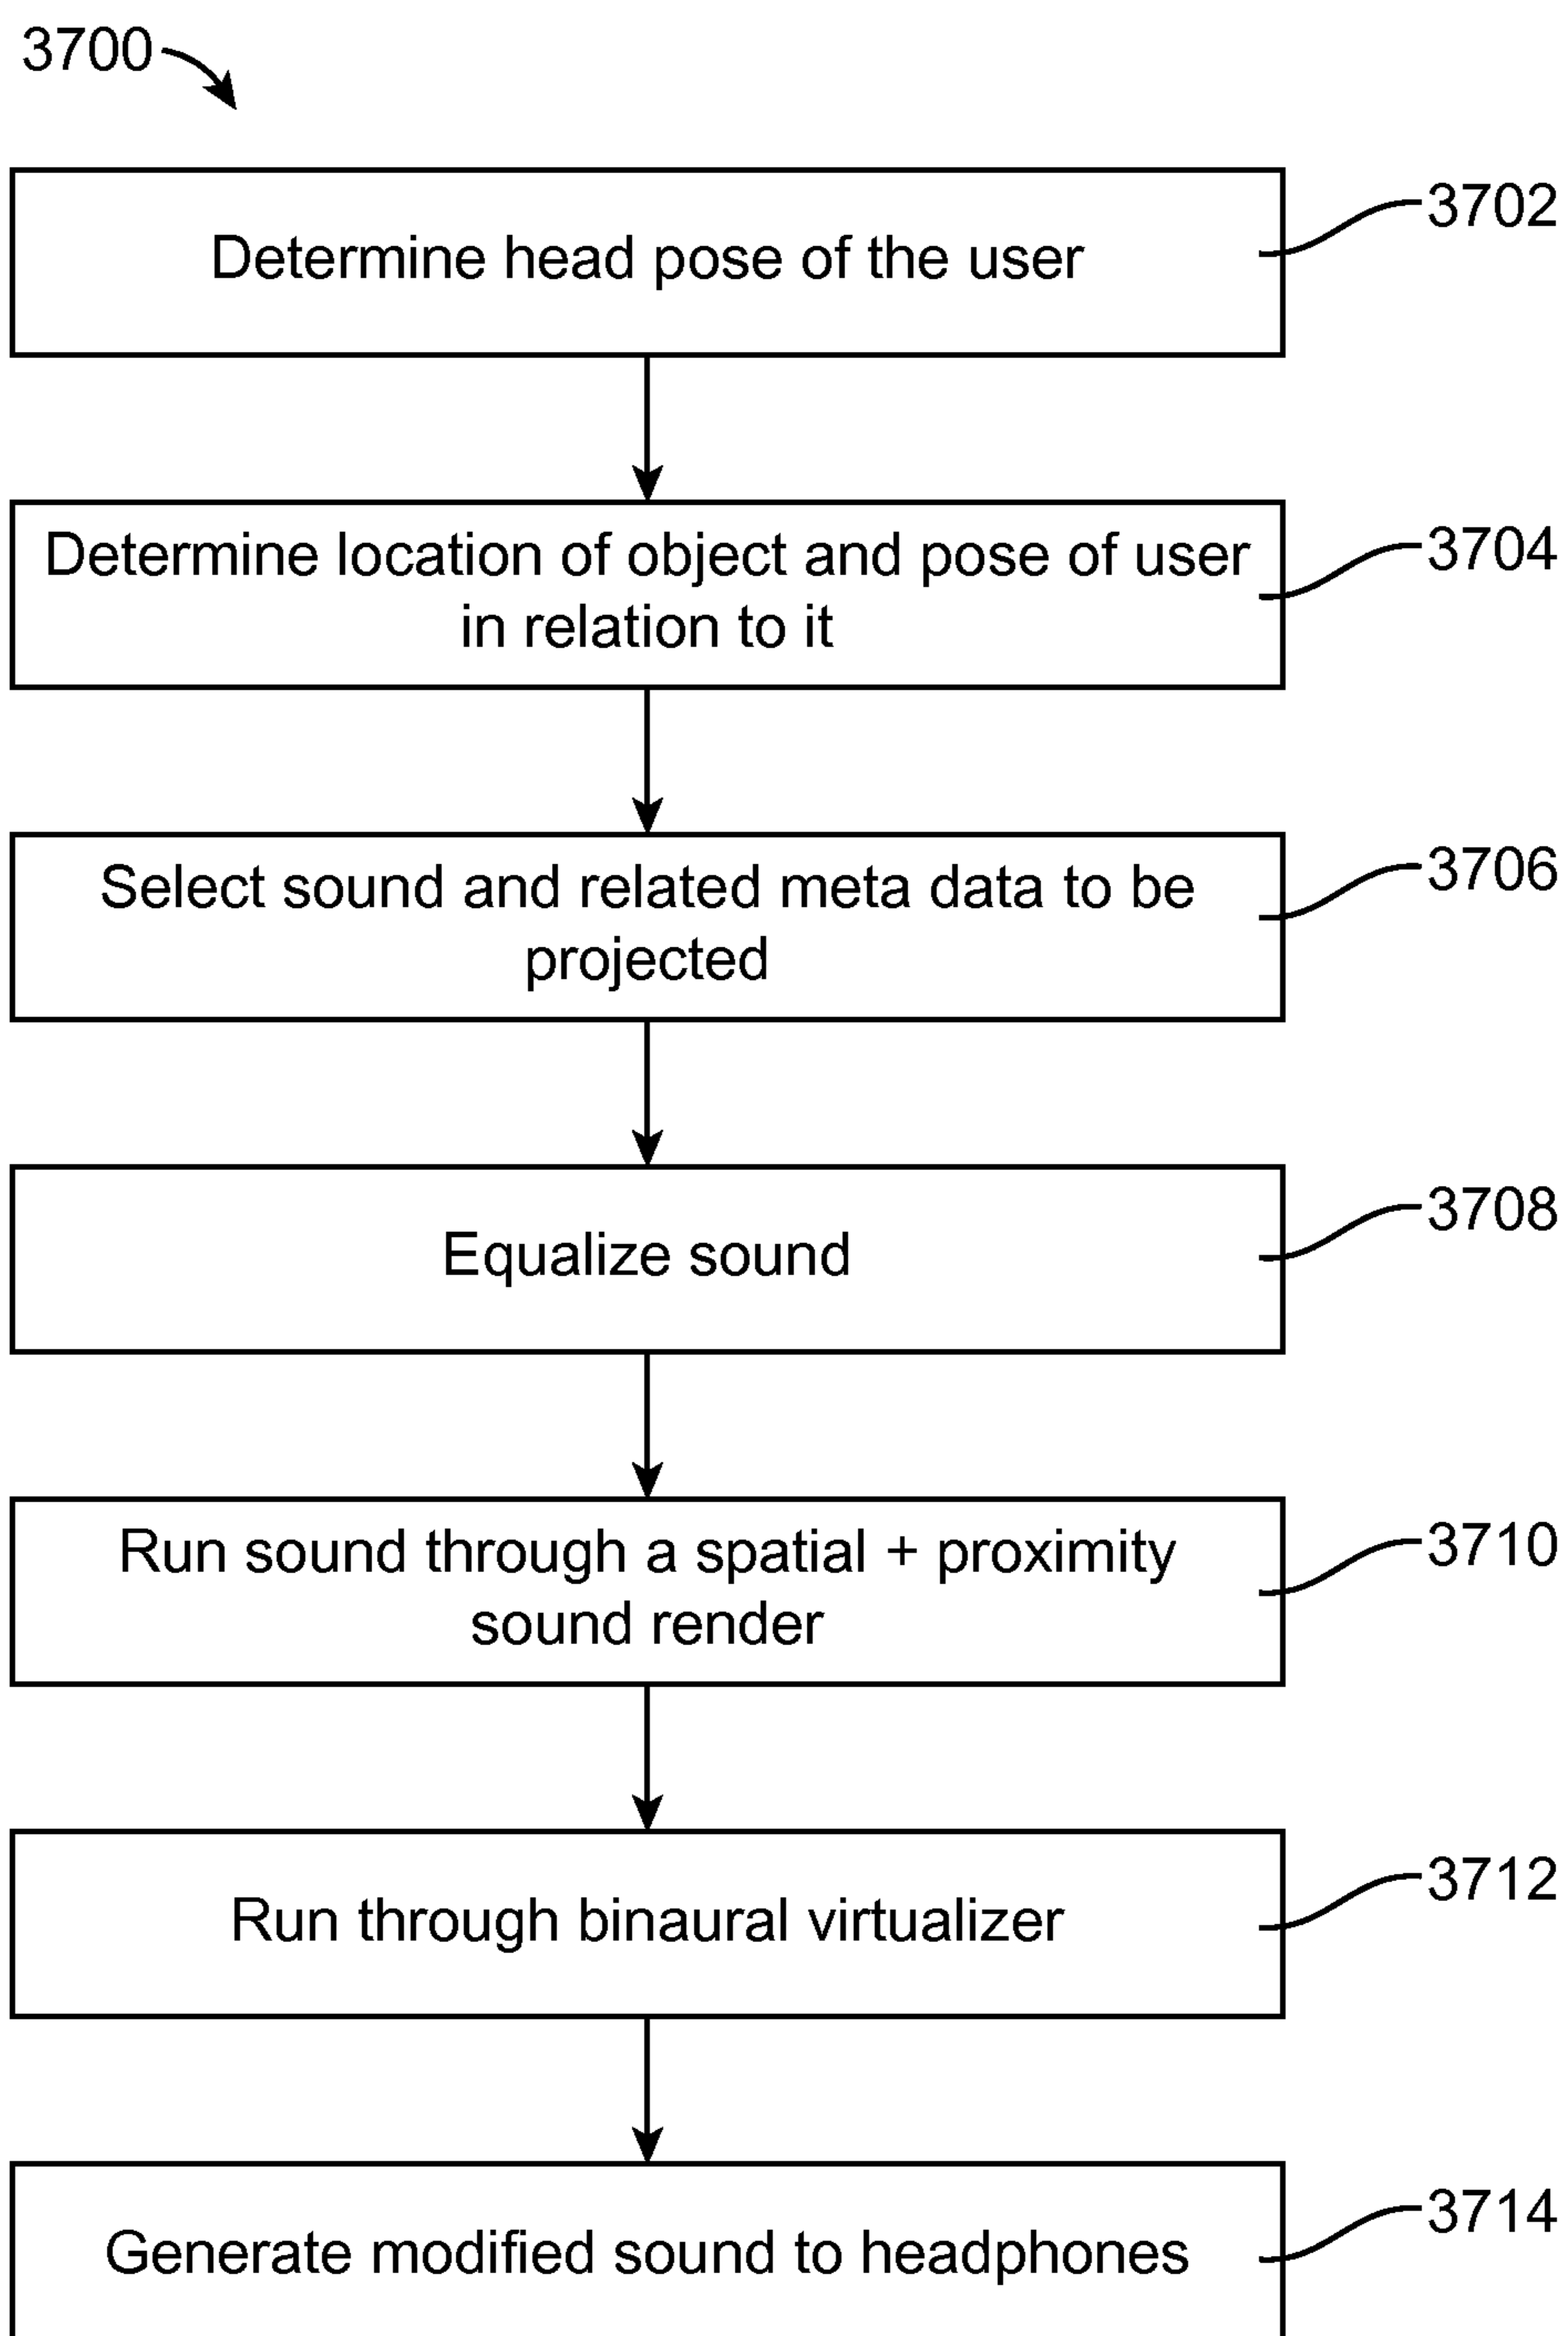 3700
Determine head pose of the user
3702
Determine location of object and pose of user
in relation to it
3704
Select sound and related meta data to be
projected
3706
Equalize sound
3708
Run sound through a spatial + proximity
sound render
3710
Run through binaural virtualizer
3712
Generate modified sound to headphones
3714